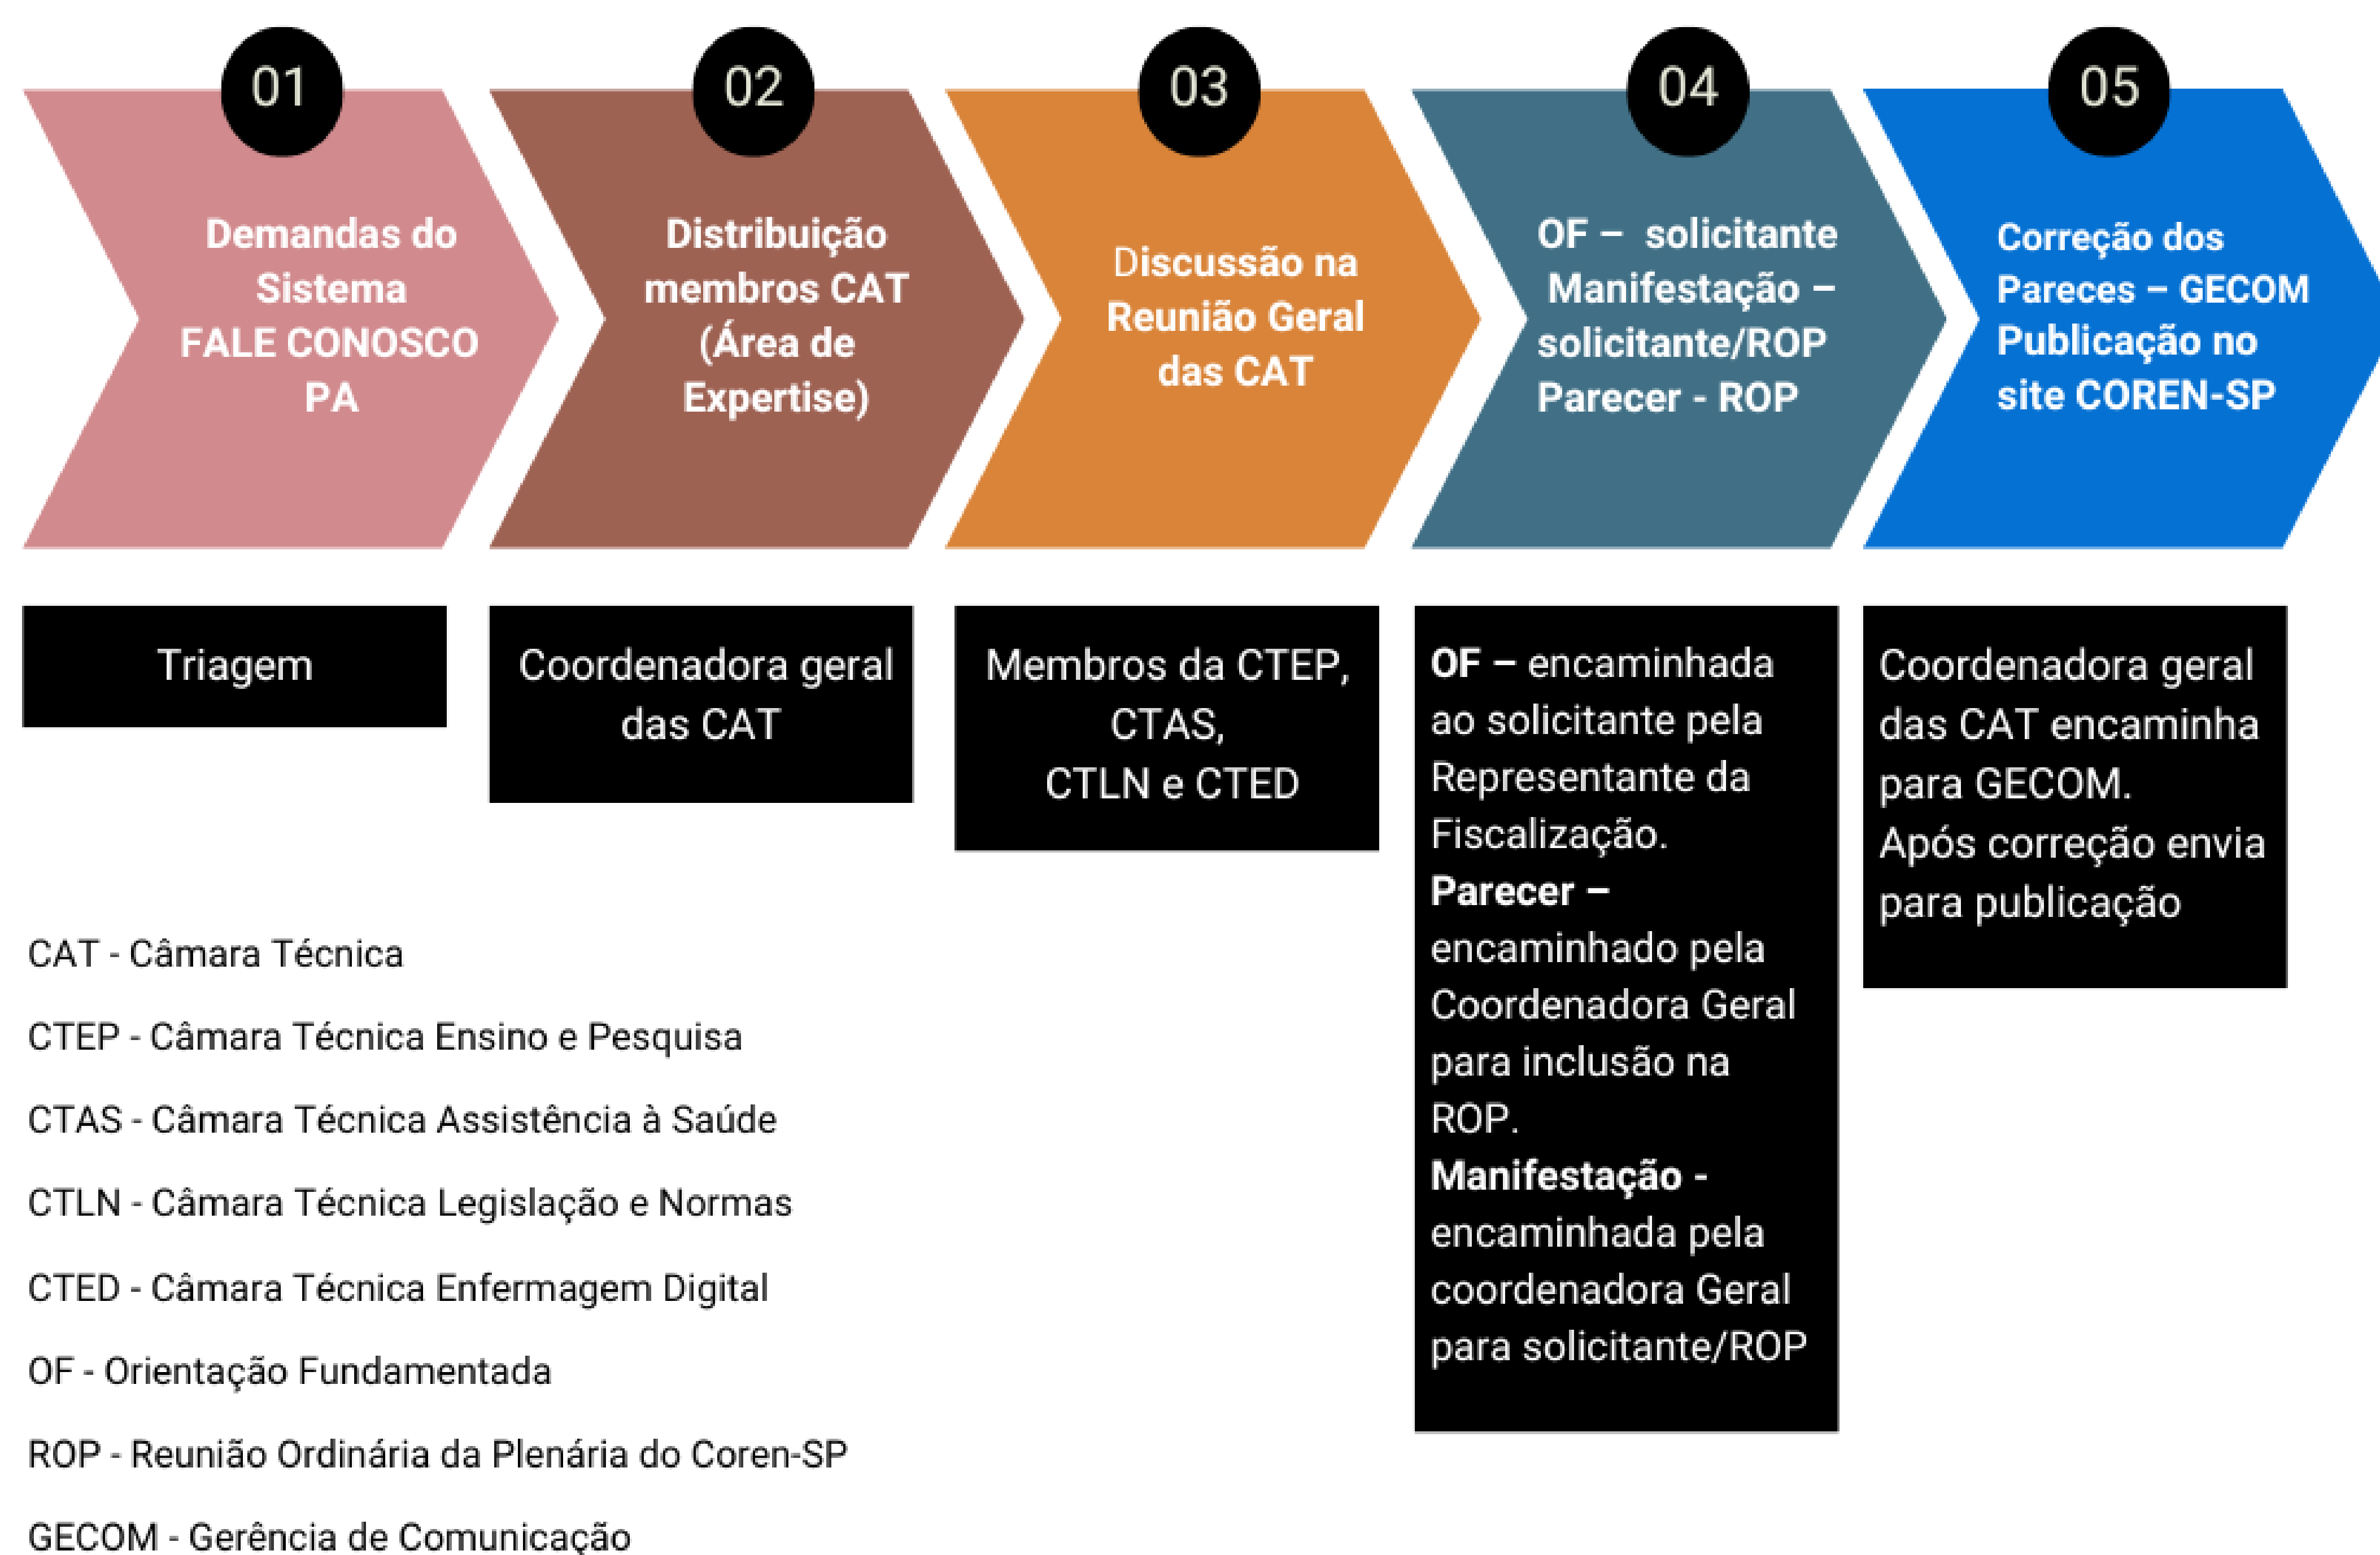 01
Demandas do
Sistema
FALE CONOSCO
PA
02
Distribuição
membros CAT
(Área de
Expertise)
03
Discussão na
Reunião Geral
das CAT
04
OF – solicitante
Manifestação –
solicitante/ROP
Parecer - ROP
05
Correção dos
Pareces – GECOM
Publicação no
site COREN-SP
Triagem
Coordenadora geral
das CAT
Membros da CTEP,
CTAS,
CTLN e CTED
OF – encaminhada
ao solicitante pela
Representante da
Fiscalização.
Parecer –
encaminhado pela
Coordenadora Geral
para inclusão na
ROP.
Manifestação -
encaminhada pela
coordenadora Geral
para solicitante/ROP
Coordenadora geral
das CAT encaminha
para GECOM.
Após correção envia
para publicação
CAT - Câmara Técnica
CTEP - Câmara Técnica Ensino e Pesquisa
CTAS - Câmara Técnica Assistência à Saúde
CTLN - Câmara Técnica Legislação e Normas
CTED - Câmara Técnica Enfermagem Digital
OF - Orientação Fundamentada
ROP - Reunião Ordinária da Plenária do Coren-SP
GECOM - Gerência de Comunicação